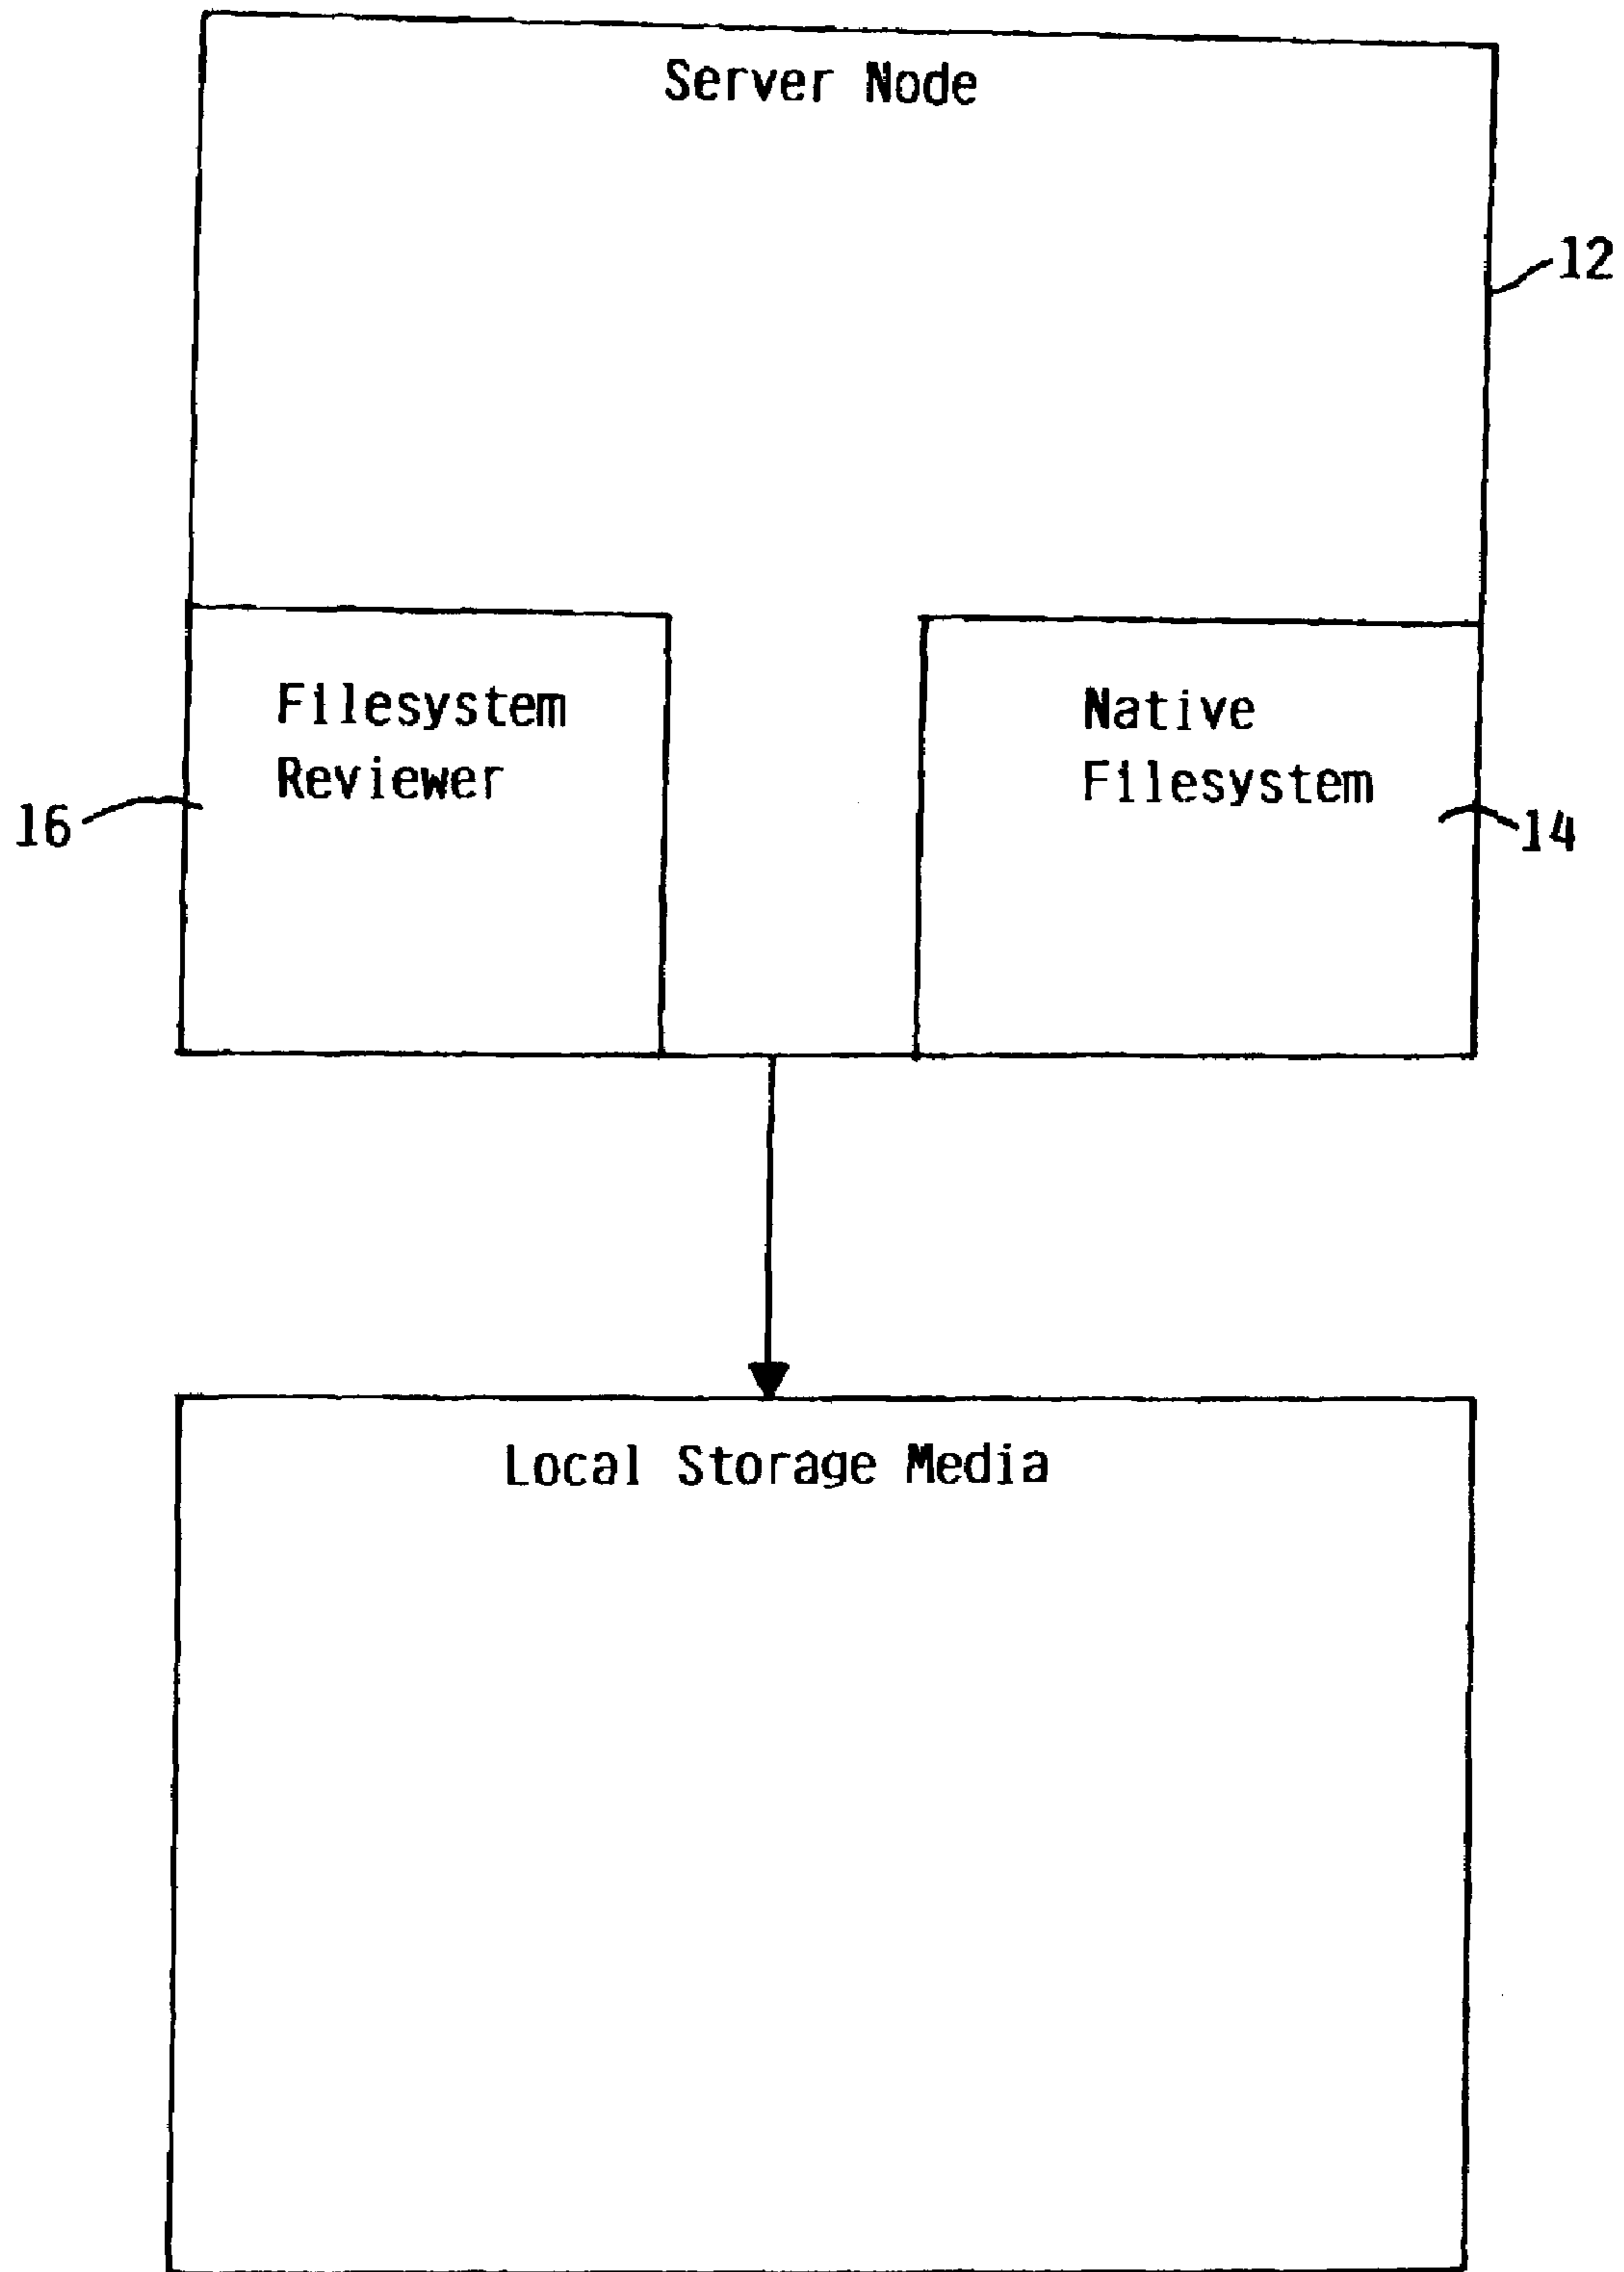 Server Node
12
Filesystem
Reviewer
Native
Filesystem
16
14
Local Storage Media